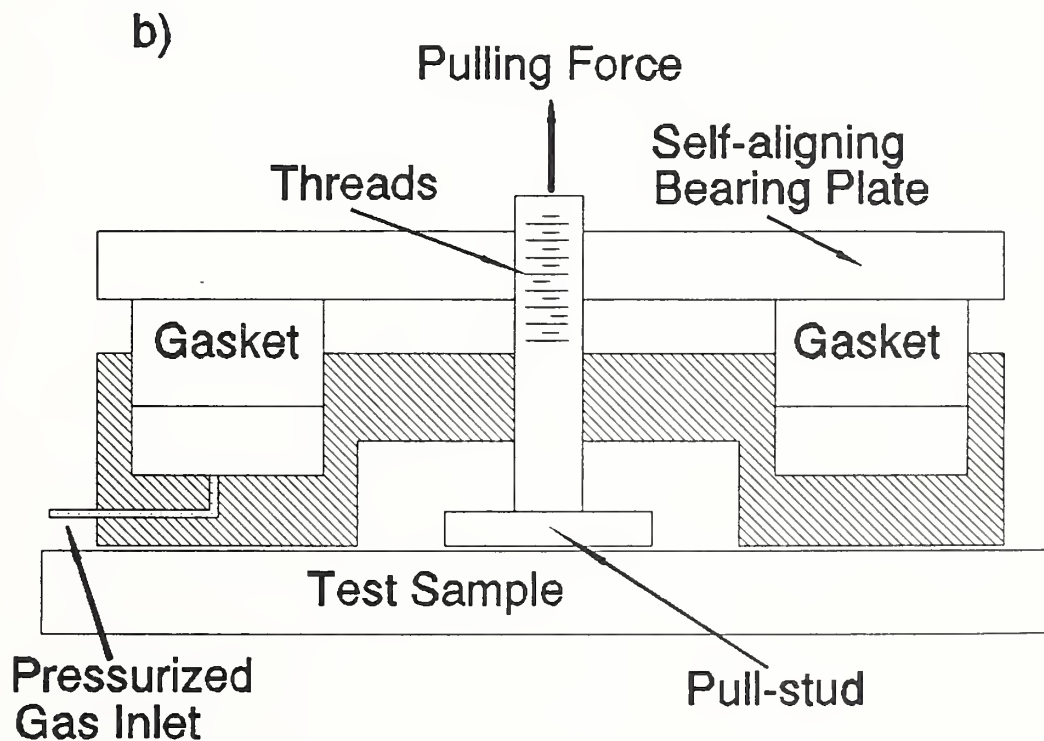 b)
Pulling Force
Self-aligning
Bearing Plate
Threads
Gasket
Gasket
Test Sample
Pressurized
Gas Inlet
Pull-stud